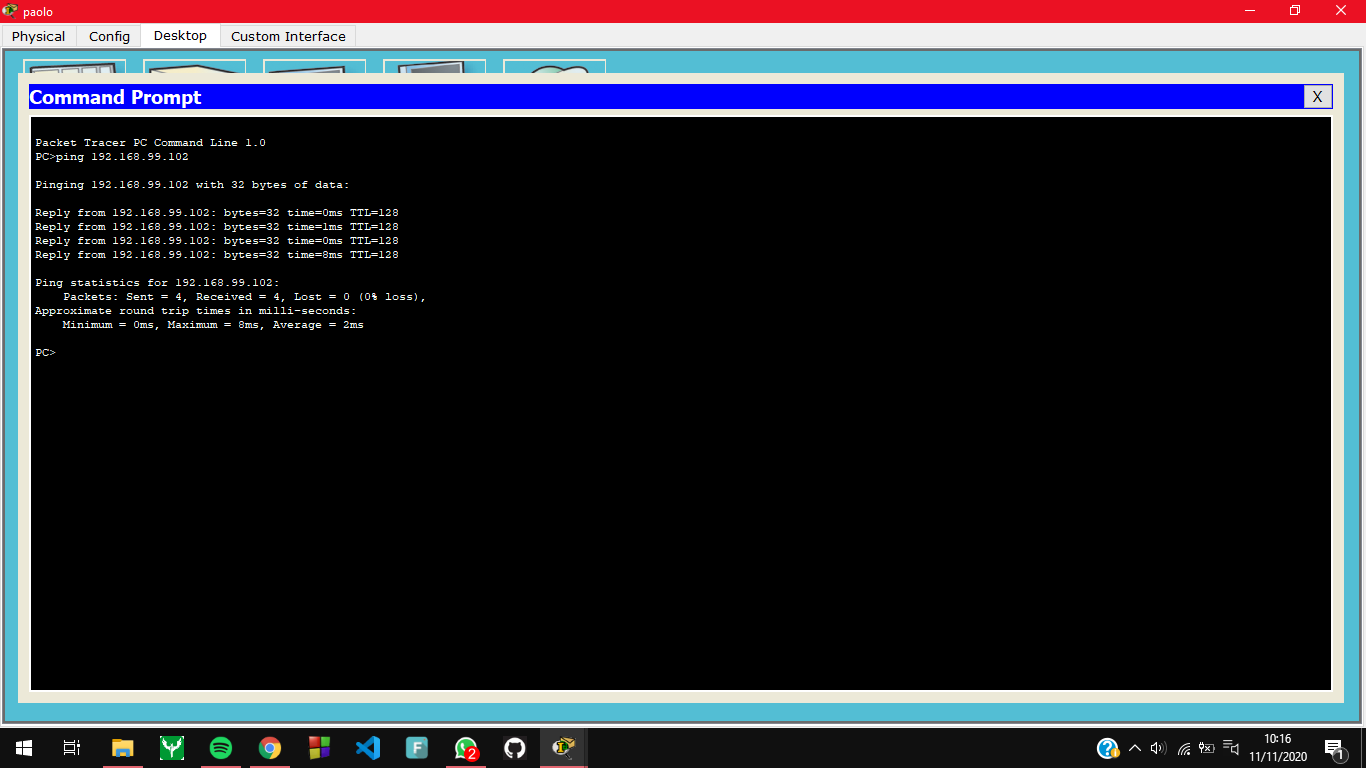 paolo
Physical Config Desktop Custom Interface
Command Prompt X
Packet Tracer PC Command Line 1.0
PC>ping 192.168.99.102
Pinging 192.168.99.102 with 32 bytes of data:
Reply from 192.168.99.102: bytes=32 time=0ms TTL=128
Reply from 192.168.99.102: bytes=32 time=1ms TTL=128
Reply from 192.168.99.102: bytes=32 time=0ms TTL=128
Reply from 192.168.99.102: bytes=32 time=8ms TTL=128
Ping statistics for 192.168.99.102:
    Packets: Sent = 4, Received = 4, Lost = 0 (0% loss),
Approximate round trip times in milli-seconds:
    Minimum = 0ms, Maximum = 8ms, Average = 2ms
PC>
F 2 10:16
11/11/2020 1